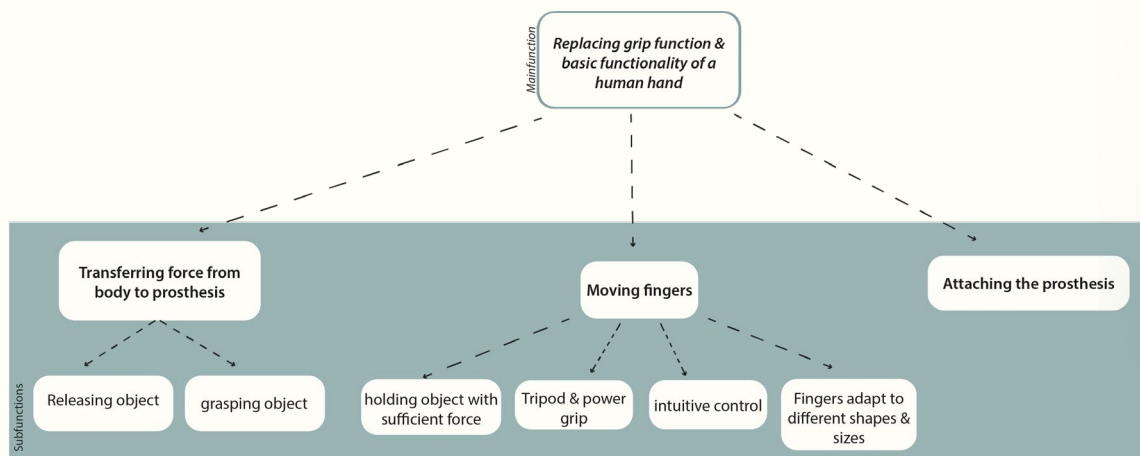 Mainfunction
Replacing grip function &
basic functionality of a
human hand
Transferring force from
body to prosthesis
Moving fingers
Attaching the prosthesis
Subfunctions
Releasing object
grasping object
holding object with
sufficient force
Tripod & power
grip
intuitive control
Fingers adapt to
different shapes &
sizes